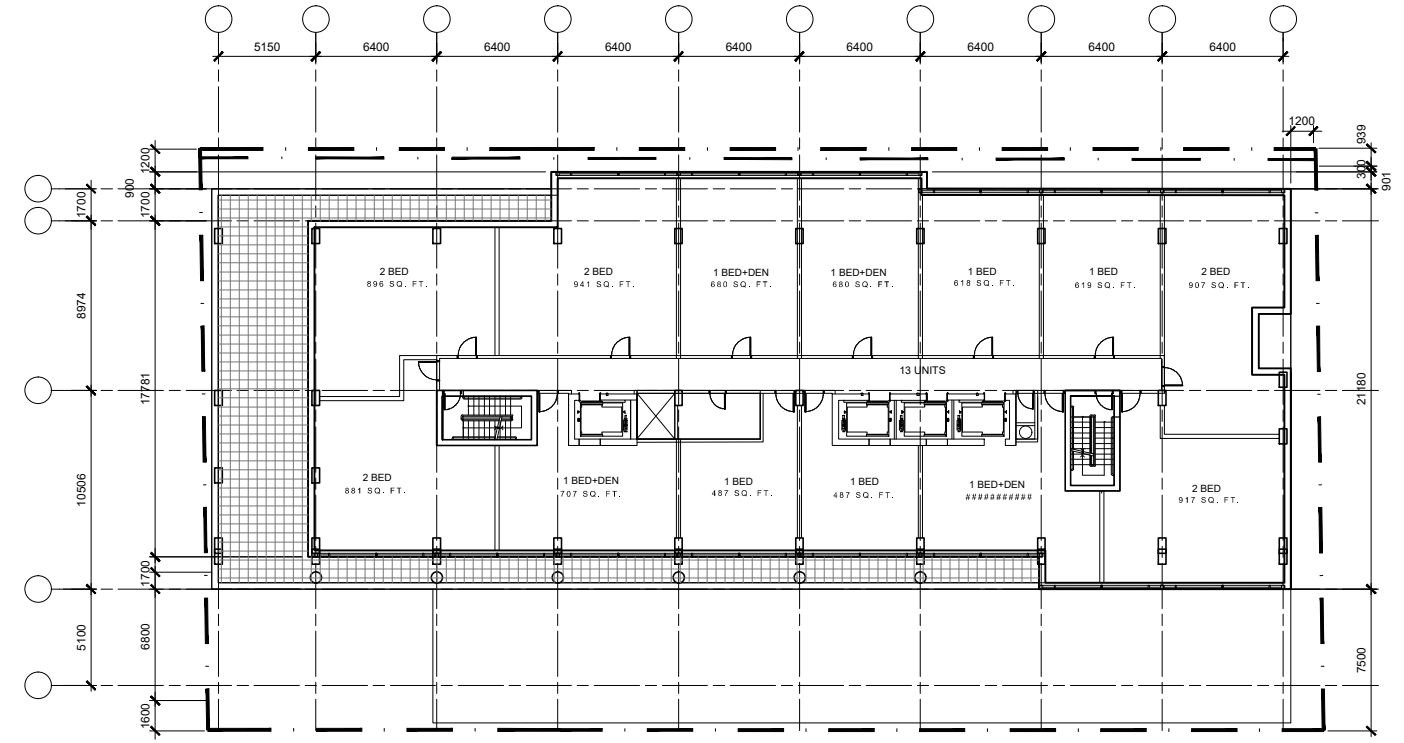 5150
6400
6400
6400
6400
6400
6400
6400
6400
1200
939
300
901
1200
900
1700
1700
8974
17781
10506
1700
6800
5100
1600
21180
7500
2 BED
896 SQ. FT.
2 BED
941 SQ. FT.
1 BED+DEN
680 SQ. FT.
1 BED+DEN
680 SQ. FT.
1 BED
618 SQ. FT.
1 BED
619 SQ. FT.
2 BED
907 SQ. FT.
13 UNITS
2 BED
881 SQ. FT.
1 BED+DEN
707 SQ. FT.
1 BED
487 SQ. FT.
1 BED
487 SQ. FT.
1 BED+DEN
###########
2 BED
917 SQ. FT.